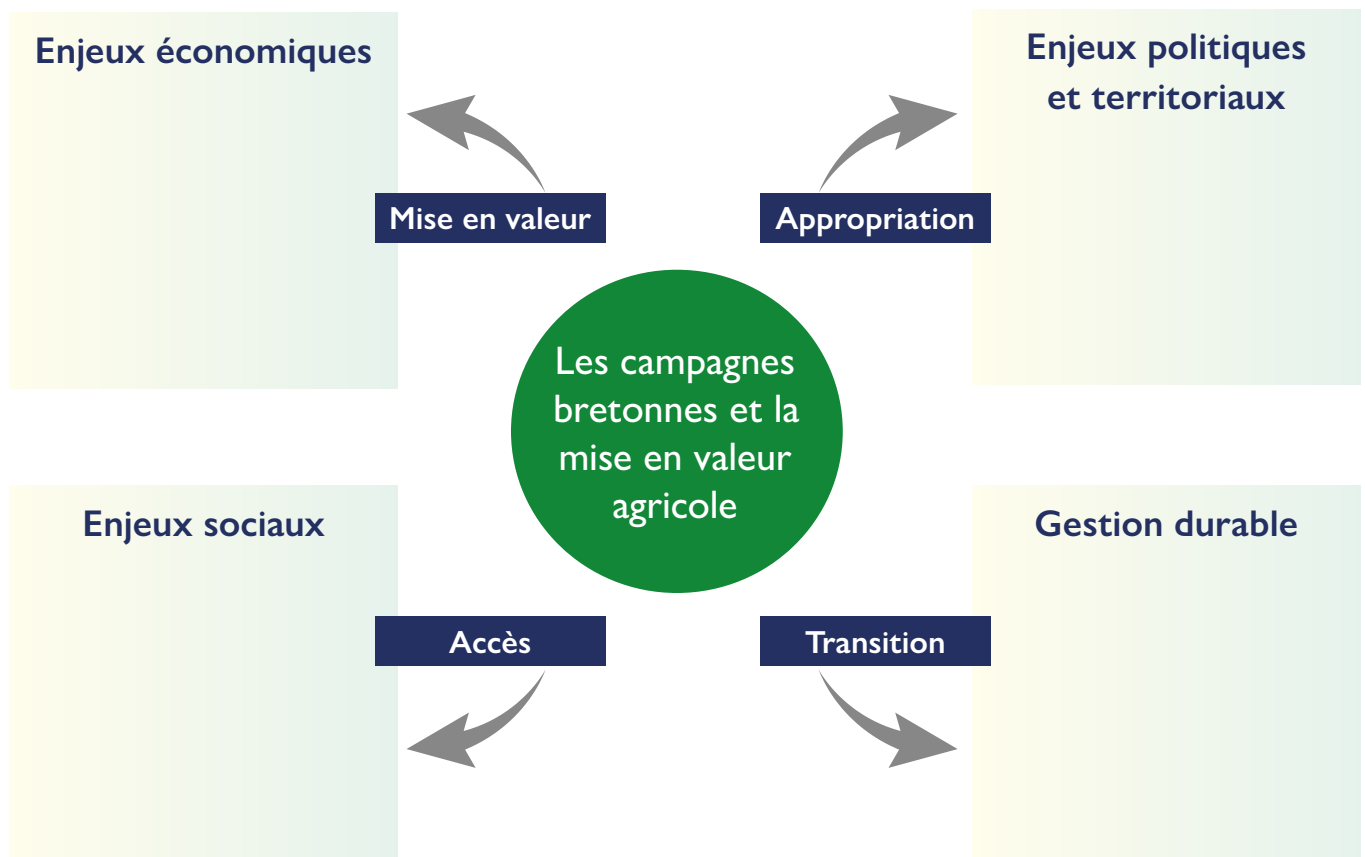 Enjeux économiques
Enjeux politiques
et territoriaux
Mise en valeur
Appropriation
Les campagnes
bretonnes et la
mise en valeur
agricole
Enjeux sociaux
Gestion durable
Accès
Transition